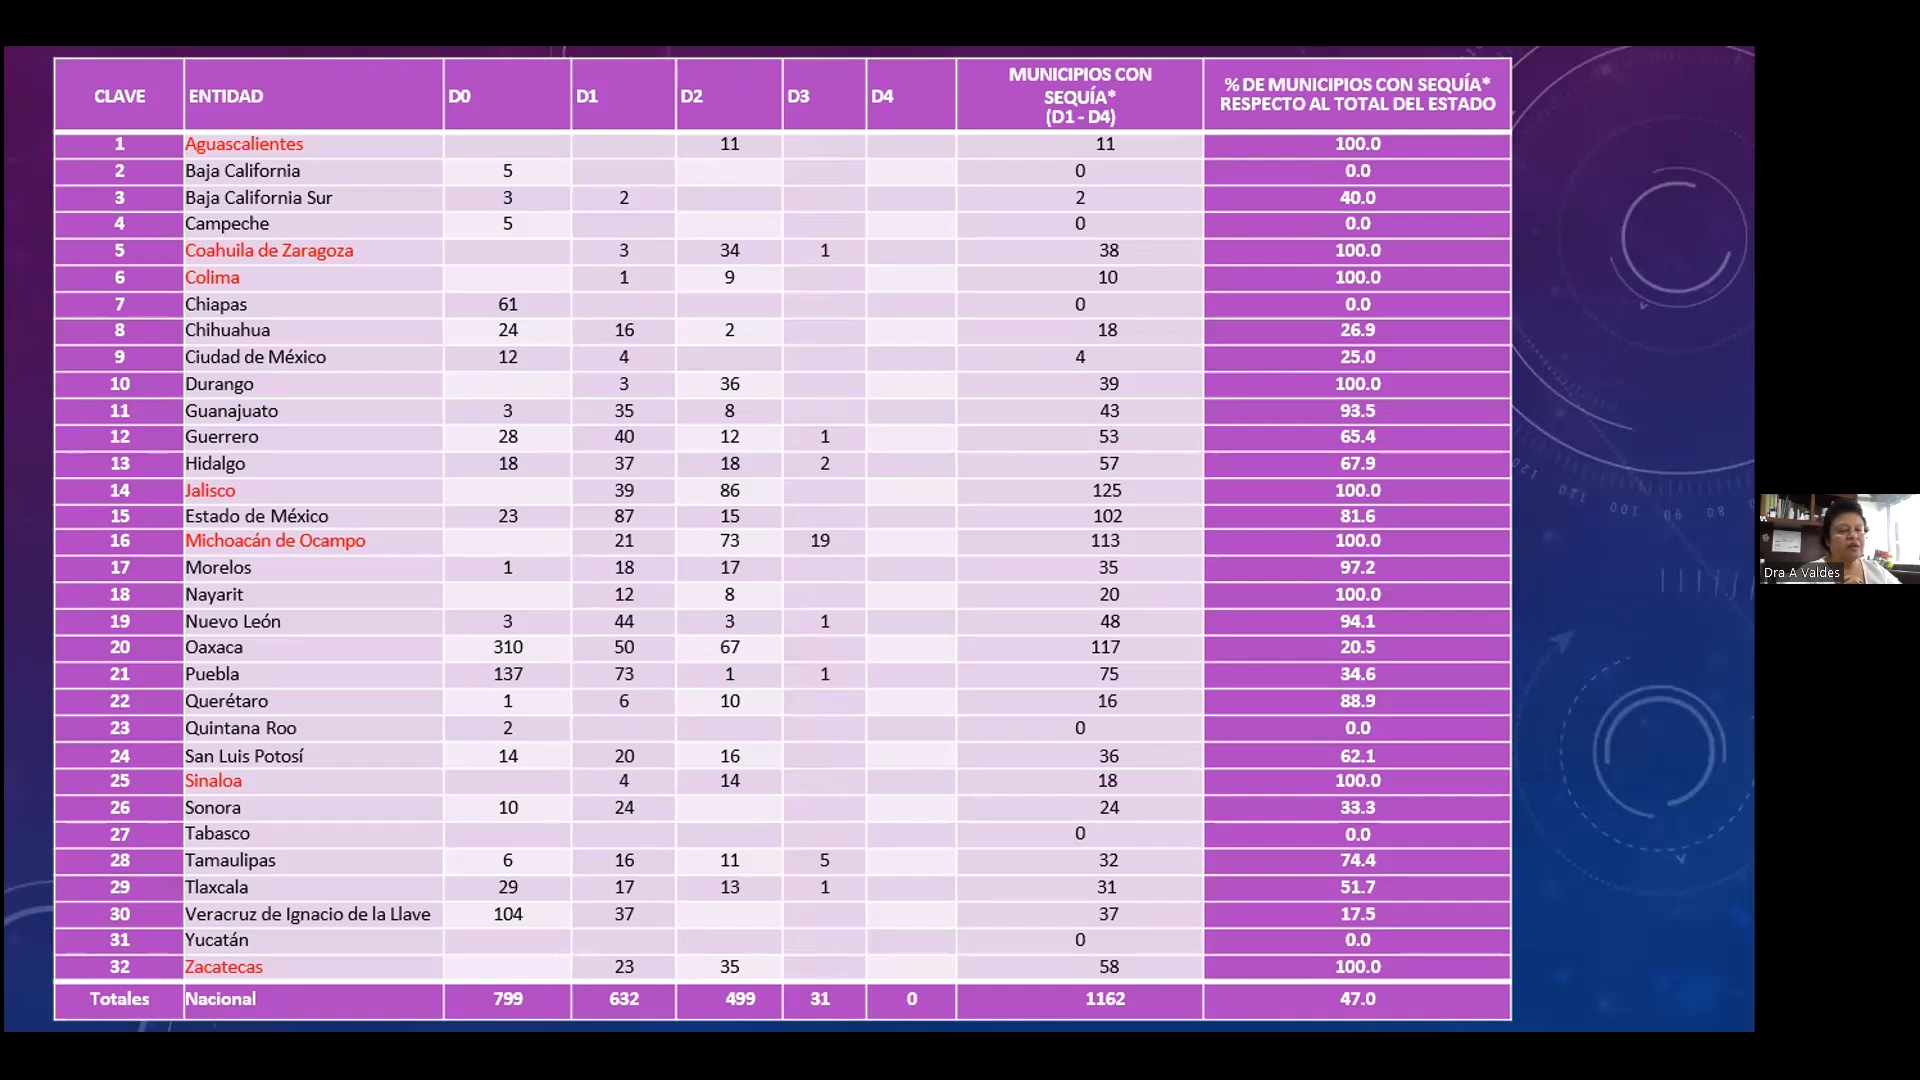 CLAVE ENTIDAD D0 D1 D2 D3 D4 MUNICIPIOS CON SEQUÍA* (D1 - D4) % DE MUNICIPIOS CON SEQUÍA* RESPECTO AL TOTAL DEL ESTADO
1 Aguascalientes 11 11 100.0
2 Baja California 5 0 0.0
3 Baja California Sur 3 2 2 40.0
4 Campeche 5 0 0.0
5 Coahuila de Zaragoza 3 34 1 38 100.0
6 Colima 1 9 10 100.0
7 Chiapas 61 0 0.0
8 Chihuahua 24 16 2 18 26.9
9 Ciudad de México 12 4 4 25.0
10 Durango 3 36 39 100.0
11 Guanajuato 3 35 8 43 93.5
12 Guerrero 28 40 12 1 53 65.4
13 Hidalgo 18 37 18 2 57 67.9
14 Jalisco 39 86 125 100.0
15 Estado de México 23 87 15 102 81.6
16 Michoacán de Ocampo 21 73 19 113 100.0
17 Morelos 1 18 17 35 97.2
18 Nayarit 12 8 20 100.0
19 Nuevo León 3 44 3 1 48 94.1
20 Oaxaca 310 50 67 117 20.5
21 Puebla 137 73 1 1 75 34.6
22 Querétaro 1 6 10 16 88.9
23 Quintana Roo 2 0 0.0
24 San Luis Potosí 14 20 16 36 62.1
25 Sinaloa 4 14 18 100.0
26 Sonora 10 24 24 33.3
27 Tabasco 0 0.0
28 Tamaulipas 6 16 11 5 32 74.4
29 Tlaxcala 29 17 13 1 31 51.7
30 Veracruz de Ignacio de la Llave 104 37 37 17.5
31 Yucatán 0 0.0
32 Zacatecas 23 35 58 100.0
Totales Nacional 799 632 499 31 0 1162 47.0
Dra A Valdes